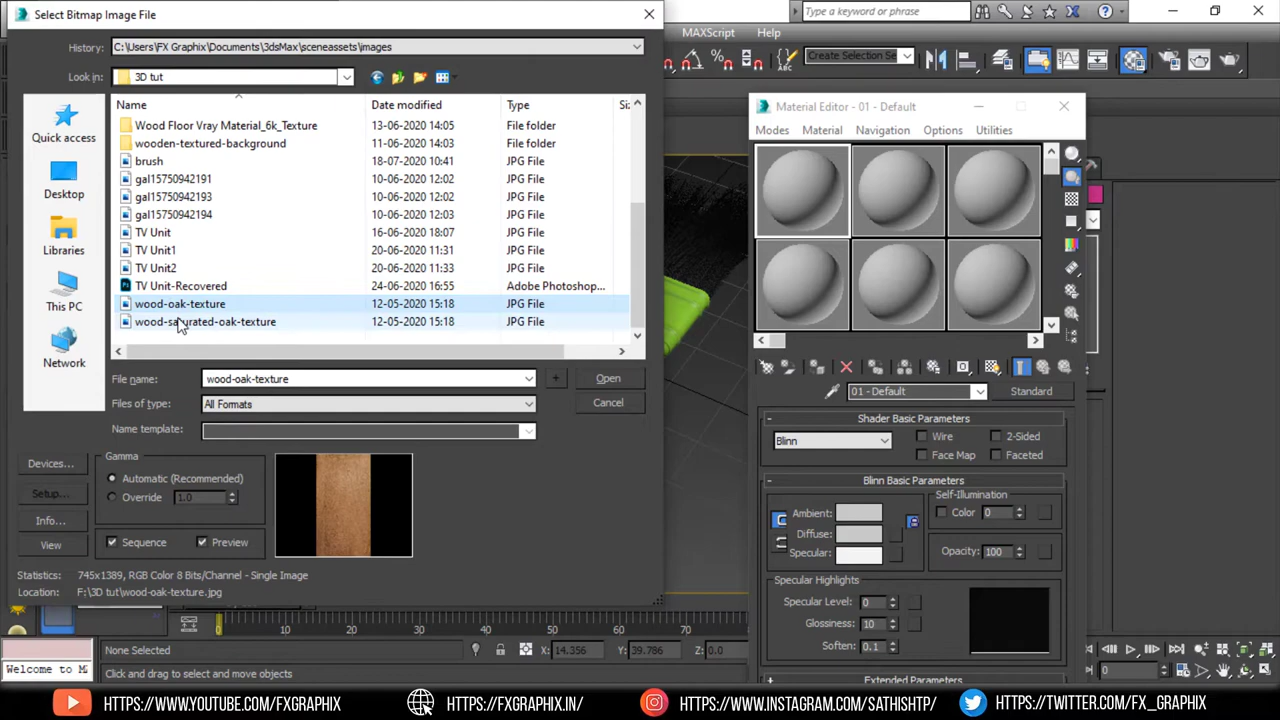 Select Bitmap Image File
History: C:\Users\FX Graphix\Documents\3dsMax\sceneassets\images
Look in: 3D tut
Name Date modified Type Siz
Wood Floor Vray Material_6k_Texture 13-06-2020 14:05 File folder
wooden-textured-background 11-06-2020 14:03 File folder
brush 18-07-2020 10:41 JPG File
gal15750942191 10-06-2020 12:02 JPG File
gal15750942193 10-06-2020 12:02 JPG File
gal15750942194 10-06-2020 12:03 JPG File
TV Unit 16-06-2020 18:07 JPG File
TV Unit1 20-06-2020 11:31 JPG File
TV Unit2 20-06-2020 11:33 JPG File
TV Unit-Recovered 24-06-2020 16:55 Adobe Photoshop...
wood-oak-texture 12-05-2020 15:18 JPG File
wood-saturated-oak-texture 12-05-2020 15:18 JPG File
Quick access
Desktop
Libraries
This PC
Network
File name: wood-oak-texture Open
Files of type: All Formats Cancel
Name template:
Devices...
Setup...
Info...
View
Gamma
Automatic (Recommended)
Override 1.0
Sequence Preview
Statistics: 745x1389, RGB Color 8 Bits/Channel - Single Image
Location: F:\3D tut\wood-oak-texture.jpg
Type a keyword or phrase
MAXScript Help
Create Selection Se
Material Editor - 01 - Default
Modes Material Navigation Options Utilities
01 - Default Standard
Shader Basic Parameters
Blinn Wire 2-Sided
Face Map Faceted
Blinn Basic Parameters
Self-Illumination
Ambient: Color 0
Diffuse:
Specular: Opacity: 100
Specular Highlights
Specular Level: 0
Glossiness: 10
Soften: 0.1
Extended Parameters
0 10 20 30 40 50 60 70 80
None Selected X: 14.356 Y: 39.786 Z: 0.0
Welcome to M Click and drag to select and move objects
0
HTTPS://WWW.YOUTUBE.COM/FXGRAPHIX HTTPS://FXGRAPHIX.IN/ HTTPS://WWW.INSTAGRAM.COM/SATHISHTP/ HTTPS://TWITTER.COM/FX_GRAPHIX